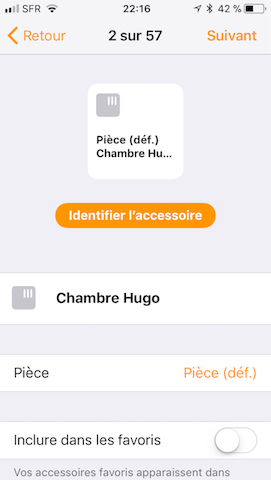 SFR 22:16 42 %
Retour 2 sur 57 Suivant
Pièce (déf.)
Chambre Hu...
Identifier l'accessoire
Chambre Hugo
Pièce Pièce (déf.)
Inclure dans les favoris
Vos accessoires favoris apparaissent dans